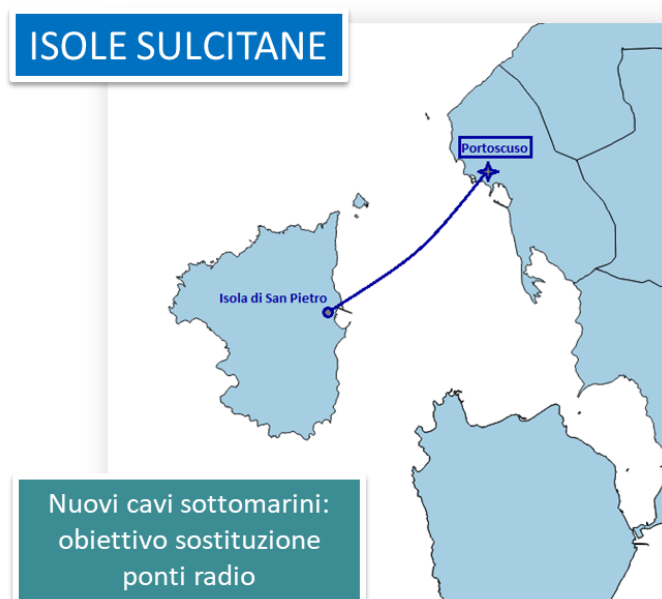 ISOLE SULCITANE
Portoscuso
Isola di San Pietro
Nuovi cavi sottomarini:
obiettivo sostituzione
ponti radio